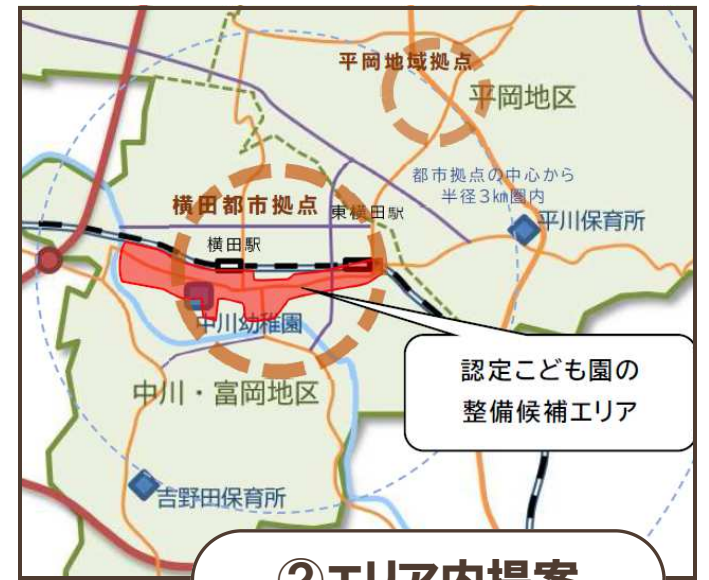 平岡地域拠点
平岡地区
都市拠点の中心から
半径3㎞圏内
横田都市拠点
東横田駅
平川保育所
横田駅
中川幼稚園
認定こども園の
整備候補エリア
中川・富岡地区
吉野田保育所
②エリア内提案